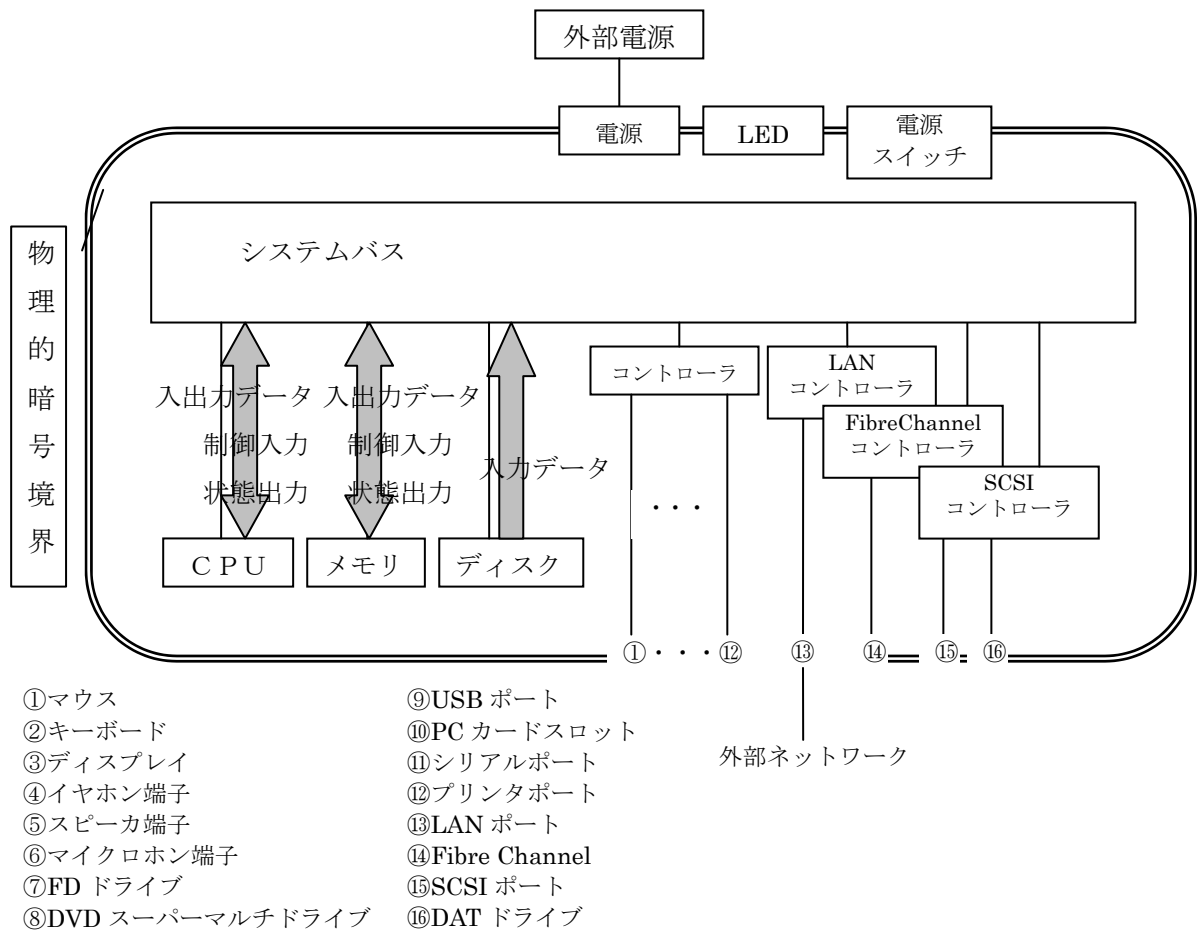 外部電源
電源
LED
電源
スイッチ
物理的暗号境界
システムバス
コントローラ
LAN
コントローラ
FibreChannel
コントローラ
SCSI
コントローラ
入出力データ
制御入力
状態出力
入出力データ
制御入力
状態出力
入力データ
・・・
ＣＰＵ
メモリ
ディスク
①・・・⑫
⑬
⑭
⑮
⑯
外部ネットワーク
①マウス
②キーボード
③ディスプレイ
④イヤホン端子
⑤スピーカ端子
⑥マイクロホン端子
⑦FD ドライブ
⑧DVD スーパーマルチドライブ
⑨USB ポート
⑩PC カードスロット
⑪シリアルポート
⑫プリンタポート
⑬LAN ポート
⑭Fibre Channel
⑮SCSI ポート
⑯DAT ドライブ